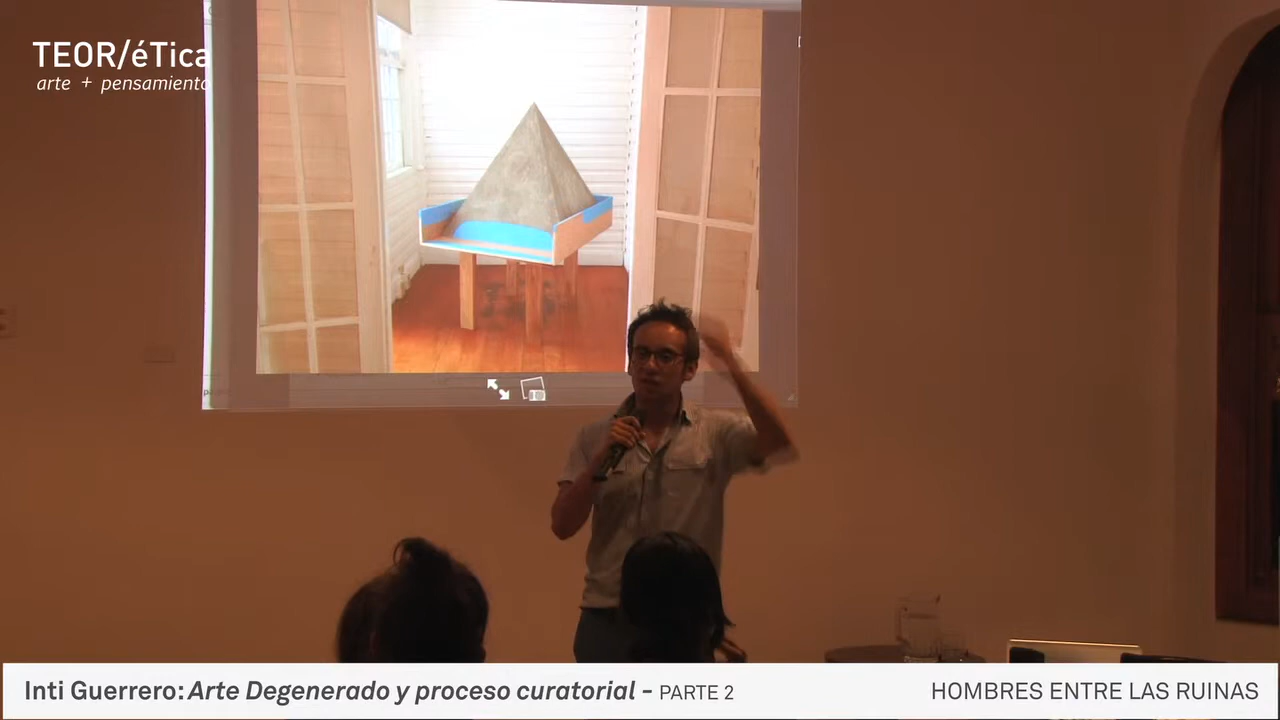 TEOR/éTica
arte + pensamiento
Inti Guerrero: Arte Degenerado y proceso curatorial - PARTE 2
HOMBRES ENTRE LAS RUINAS